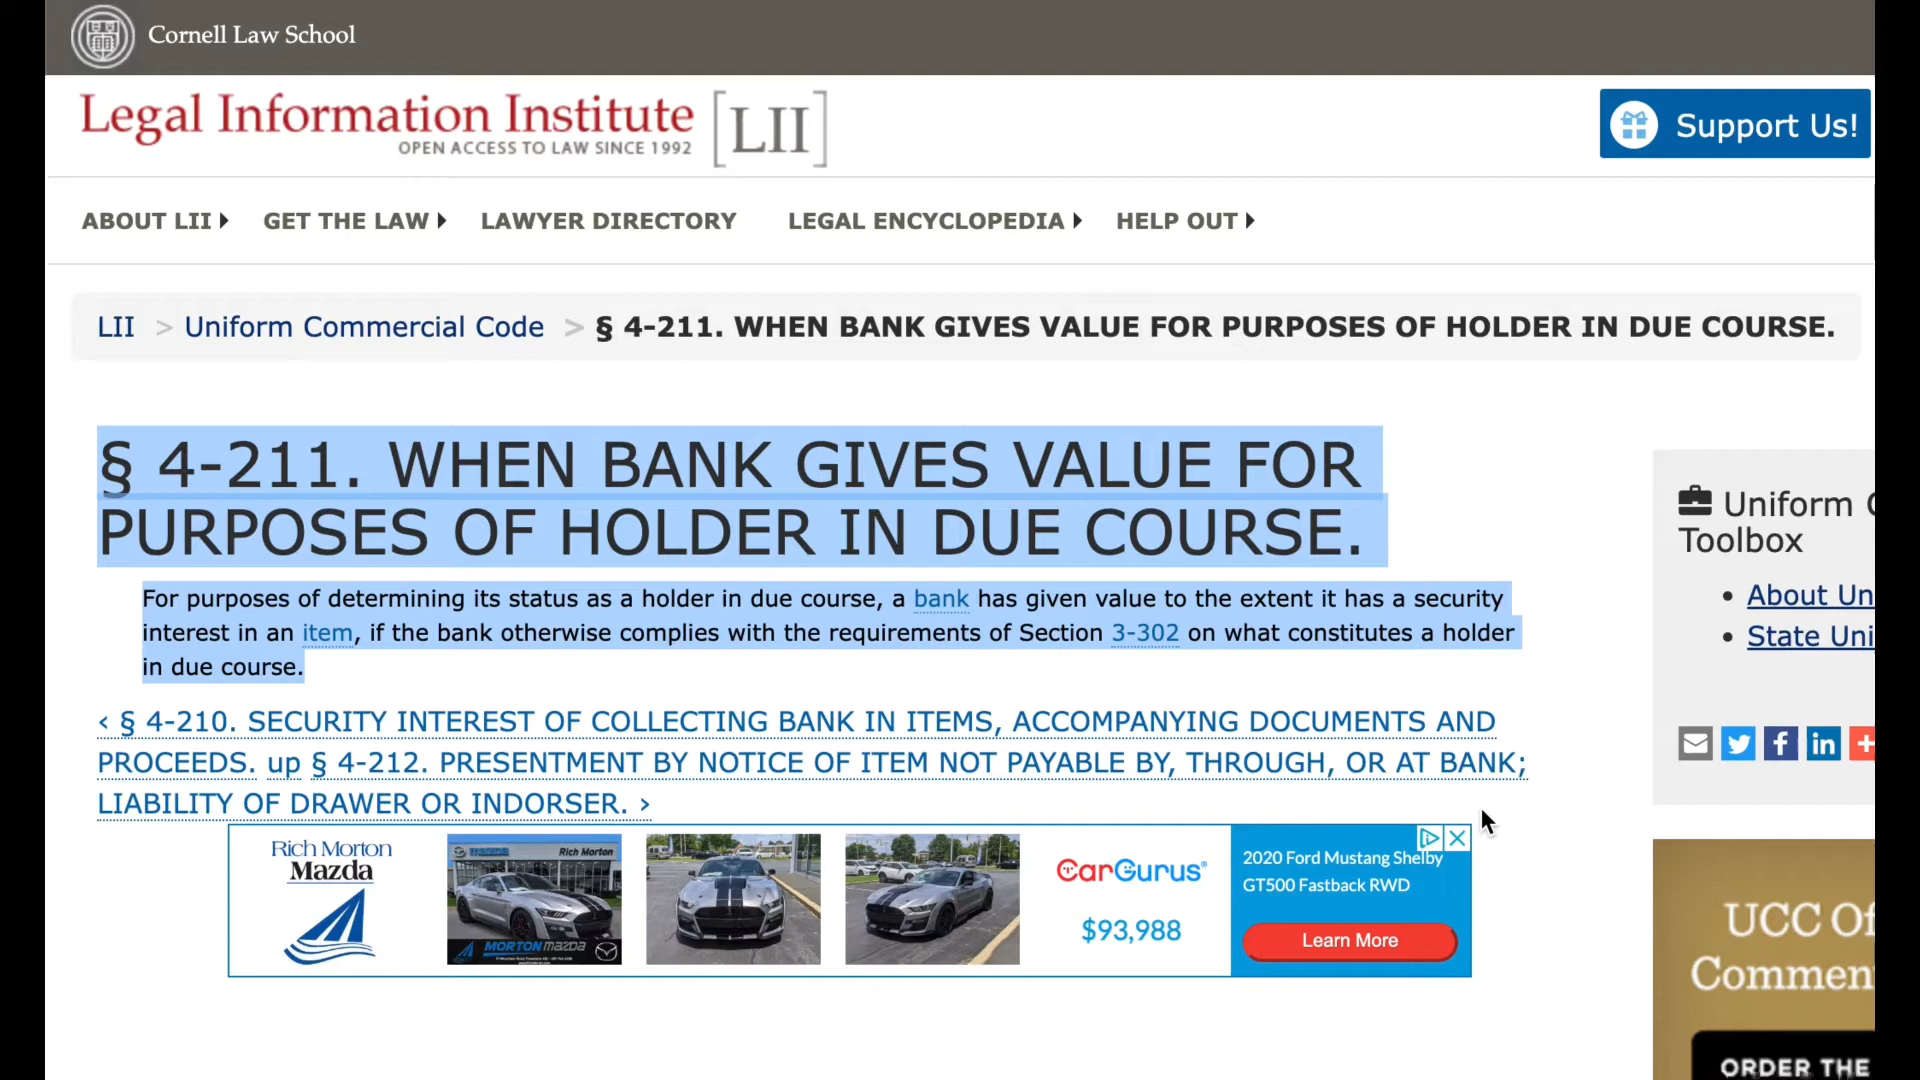 Cornell Law School
Legal Information Institute [LII]
OPEN ACCESS TO LAW SINCE 1992
Support Us!
ABOUT LII GET THE LAW LAWYER DIRECTORY LEGAL ENCYCLOPEDIA HELP OUT
LII > Uniform Commercial Code > § 4-211. WHEN BANK GIVES VALUE FOR PURPOSES OF HOLDER IN DUE COURSE.
§ 4-211. WHEN BANK GIVES VALUE FOR
PURPOSES OF HOLDER IN DUE COURSE.
For purposes of determining its status as a holder in due course, a bank has given value to the extent it has a security
interest in an item, if the bank otherwise complies with the requirements of Section 3-302 on what constitutes a holder
in due course.
‹ § 4-210. SECURITY INTEREST OF COLLECTING BANK IN ITEMS, ACCOMPANYING DOCUMENTS AND
PROCEEDS. up § 4-212. PRESENTMENT BY NOTICE OF ITEM NOT PAYABLE BY, THROUGH, OR AT BANK;
LIABILITY OF DRAWER OR INDORSER. ›
Uniform C
Toolbox
• About Un
• State Uni
Rich Morton
Mazda
mazda Rich Morton
MORTON mazda
CarGurus
$93,988
2020 Ford Mustang Shelby
GT500 Fastback RWD
Learn More
UCC Of
Commen
ORDER THE